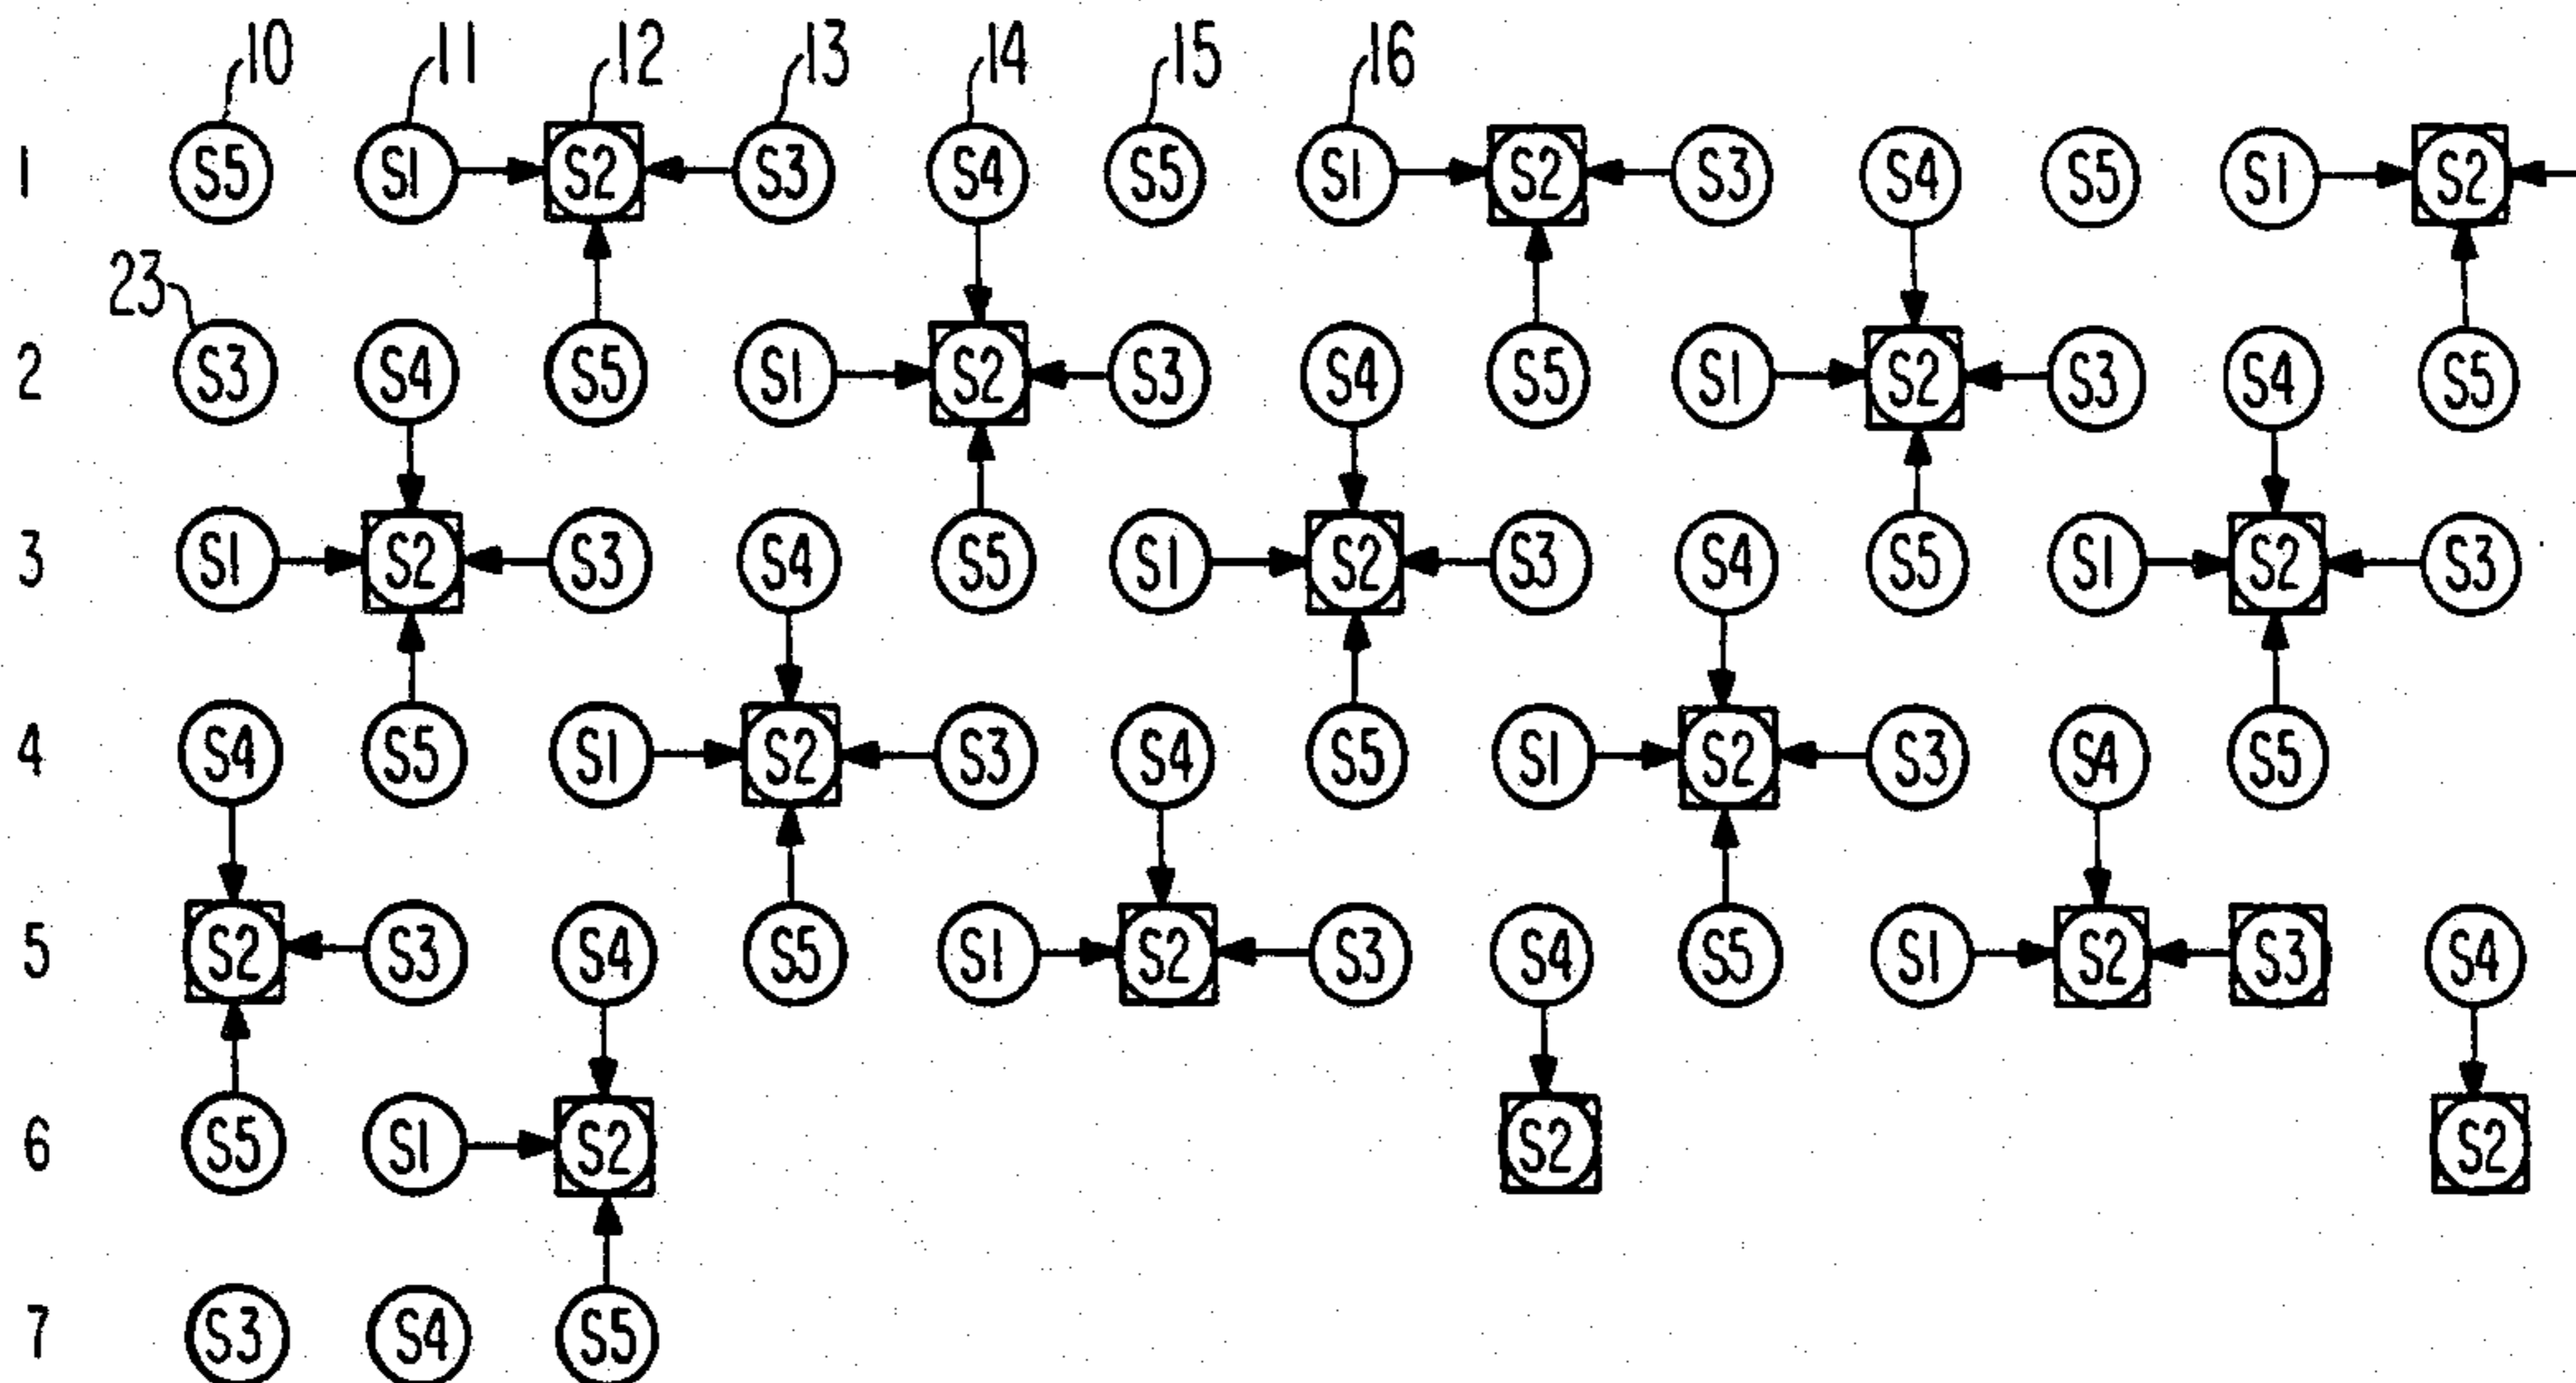 10 11 12 13 14 15 16
1 S5 S1 S2 S3 S4 S5 S1 S2 S3 S4 S5 S1 S2
23
2 S3 S4 S5 S1 S2 S3 S4 S5 S1 S2 S3 S4 S5
3 S1 S2 S3 S4 S5 S1 S2 S3 S4 S5 S1 S2 S3
4 S4 S5 S1 S2 S3 S4 S5 S1 S2 S3 S4 S5
5 S2 S3 S4 S5 S1 S2 S3 S4 S5 S1 S2 S3 S4
6 S5 S1 S2 S2 S2
7 S3 S4 S5